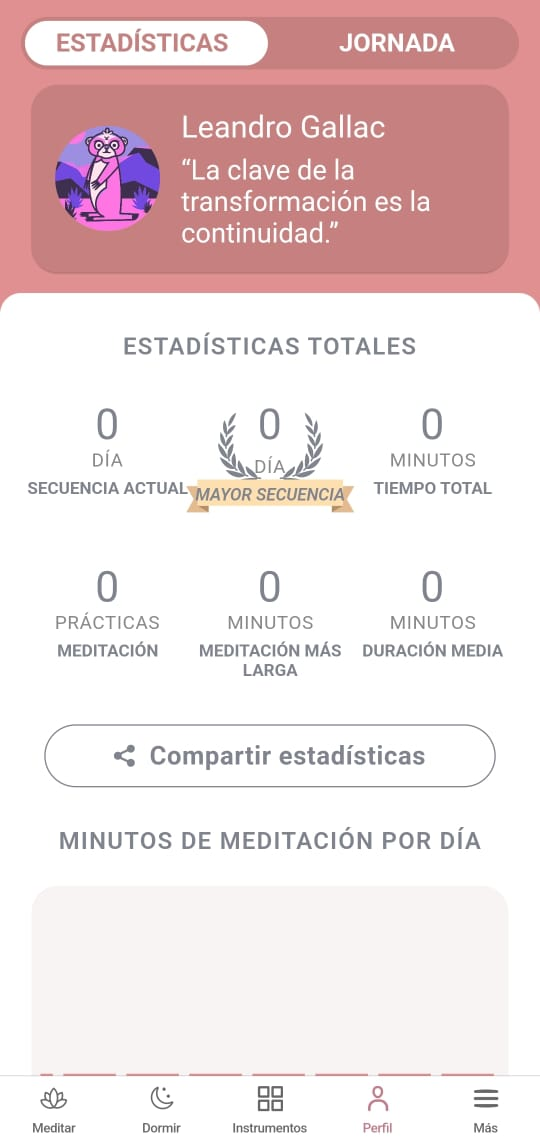 ESTADÍSTICAS
JORNADA
Leandro Gallac
“La clave de la
transformación es la
continuidad.”
ESTADÍSTICAS TOTALES
0
DÍA
SECUENCIA ACTUAL
0
DÍA
MAYOR SECUENCIA
0
MINUTOS
TIEMPO TOTAL
0
PRÁCTICAS
MEDITACIÓN
0
MINUTOS
MEDITACIÓN MÁS
LARGA
0
MINUTOS
DURACIÓN MEDIA
Compartir estadísticas
MINUTOS DE MEDITACIÓN POR DÍA
Meditar
Dormir
Instrumentos
Perfil
Más